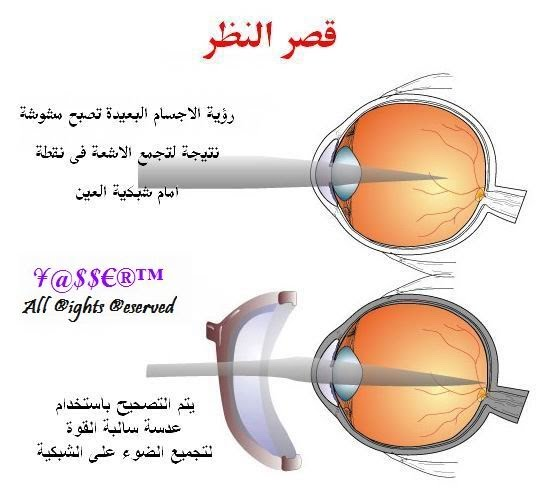 قصر النظر
رؤية الاجسام البعيدة تصبح مشوشة
نتيجة لتجمع الاشعة فى نقطة
امام شبكية العين
¥@$$€®™
All ®ights ®eserved
يتم التصحيح باستخدام
عدسة سالبة القوة
لتجميع الضوء على الشبكية